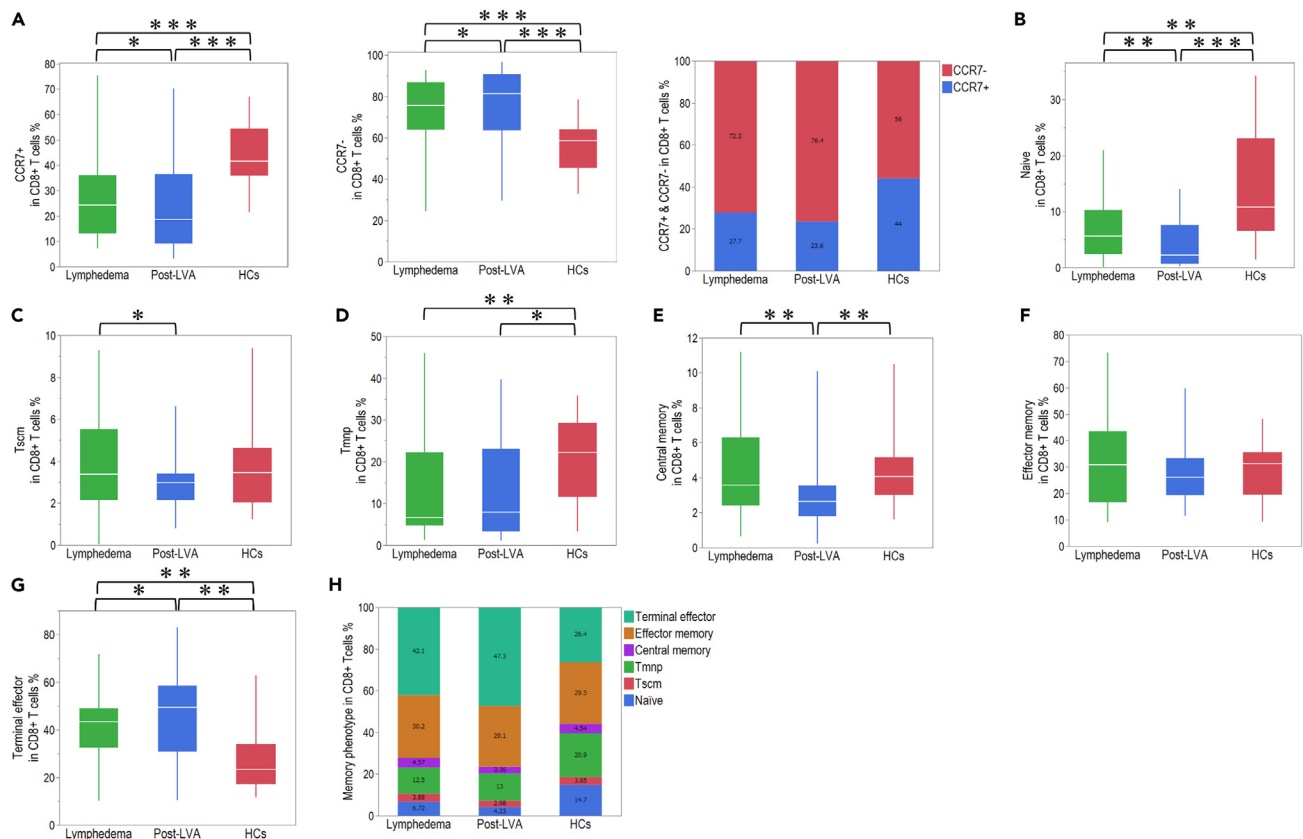 A
* * *
*
* * *
CCR7+
in CD8+ T cells %
80
70
60
50
40
30
20
10
0
Lymphedema
Post-LVA
HCs
* * *
*
* * *
CCR7-
in CD8+ T cells %
100
80
60
40
20
0
Lymphedema
Post-LVA
HCs
CCR7+ & CCR7- in CD8+ T cells %
100
80
60
40
20
0
72.3
76.4
56
27.7
23.6
44
Lymphedema
Post-LVA
HCs
CCR7-
CCR7+
B
* *
* *
* * *
Naive
in CD8+ T cells %
30
20
10
0
Lymphedema
Post-LVA
HCs
C
*
Tscm
in CD8+ T cells %
10
8
6
4
2
0
Lymphedema
Post-LVA
HCs
D
* *
*
Tmnp
in CD8+ T cells %
50
40
30
20
10
0
Lymphedema
Post-LVA
HCs
E
* *
* *
Central memory
in CD8+ T cells %
12
10
8
6
4
2
0
Lymphedema
Post-LVA
HCs
F
Effector memory
in CD8+ T cells %
80
70
60
50
40
30
20
10
0
Lymphedema
Post-LVA
HCs
G
* *
*
* *
Terminal effector
in CD8+ T cells %
80
60
40
20
0
Lymphedema
Post-LVA
HCs
H
Memory phenotype in CD8+ Tcells %
100
80
60
40
20
0
42.1
47.3
26.4
30.2
29.1
29.5
4.57
3.36
4.54
12.5
13
20.9
3.88
2.98
3.85
6.72
4.23
14.7
Lymphedema
Post-LVA
HCs
Terminal effector
Effector memory
Central memory
Tmnp
Tscm
Naïve